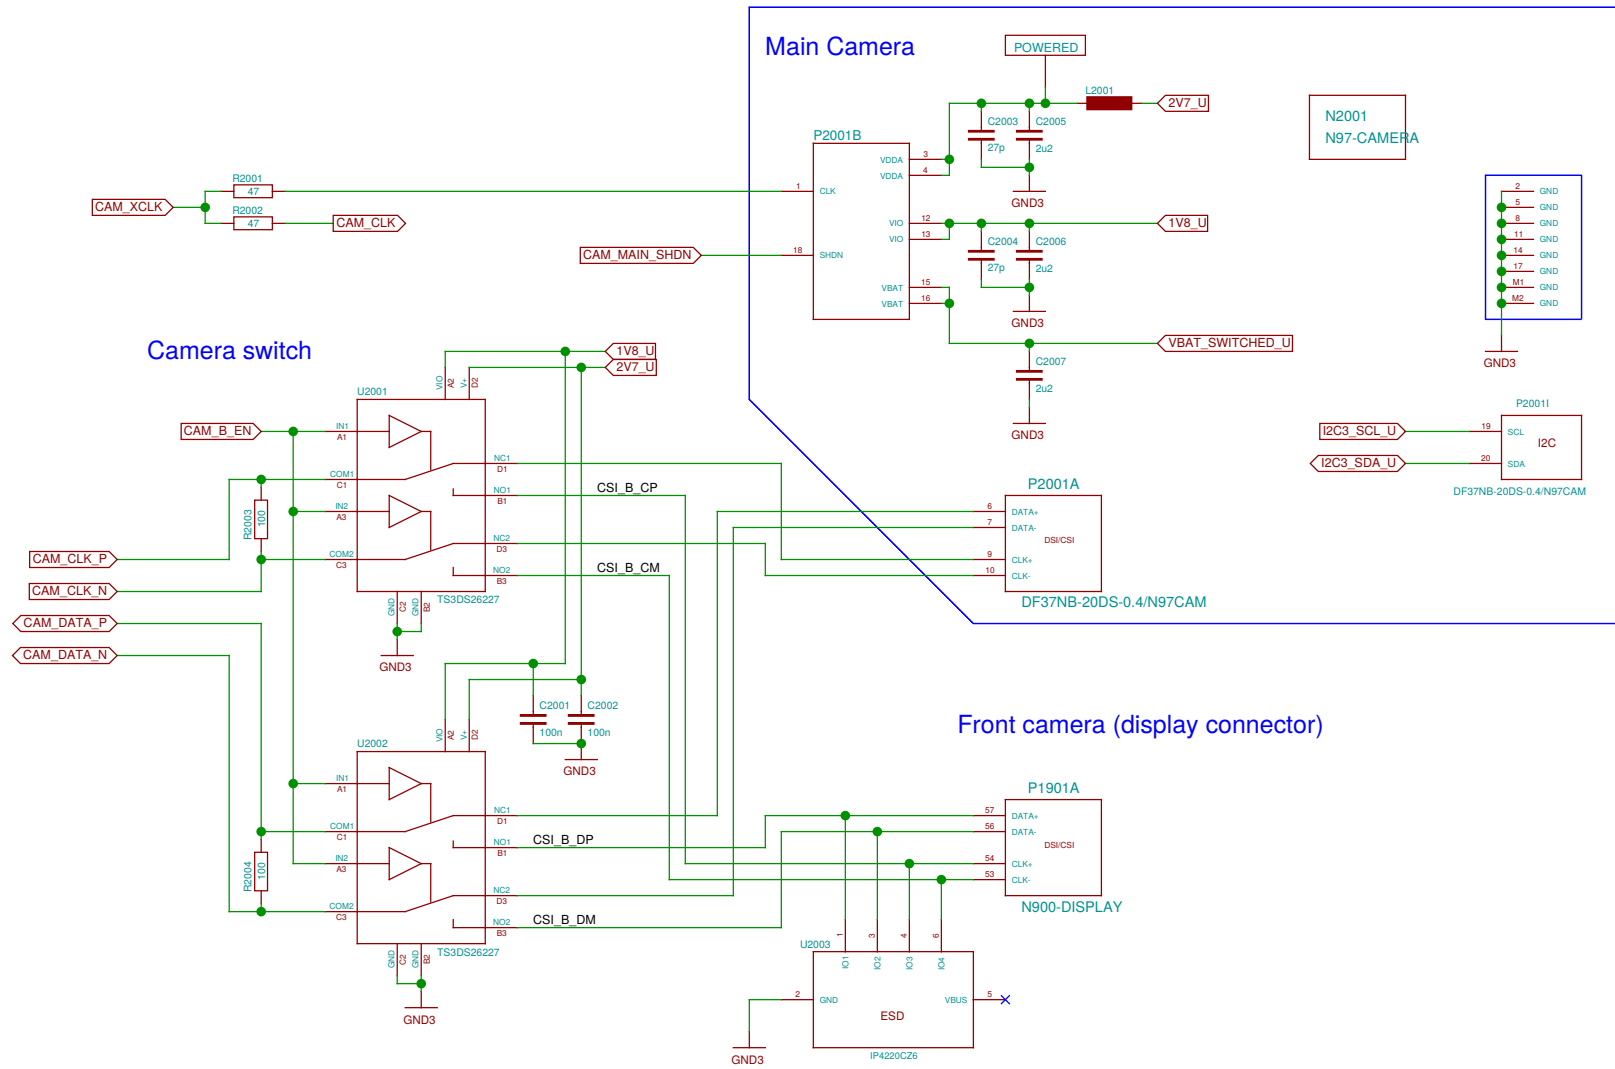 Main Camera
POWERED
L2001
2V7_U
C2003
27p
C2005
2u2
GND3
N2001
N97-CAMERA
P2001B
VDDA
3
VDDA
4
1
CLK
VIO
12
VIO
13
18
SHDN
VBAT
15
VBAT
16
R2001
47
R2002
47
CAM_XCLK
CAM_CLK
CAM_MAIN_SHDN
1V8_U
C2004
27p
C2006
2u2
GND3
VBAT_SWITCHED_U
C2007
2u2
GND3
2
GND
5
GND
8
GND
11
GND
14
GND
17
GND
M1
GND
M2
GND
GND3
P2001I
I2C3_SCL_U
19
SCL
I2C
I2C3_SDA_U
20
SDA
DF37NB-20DS-0.4/N97CAM
Camera switch
1V8_U
2V7_U
U2001
VIO
A2
V+
D2
CAM_B_EN
IN1
A1
COM1
C1
IN2
A3
COM2
C3
NC1
D1
NO1
B1
NC2
D3
NO2
B3
GND
C2
GND
B2
TS3DS26227
GND3
R2003
100
CAM_CLK_P
CAM_CLK_N
CAM_DATA_P
CAM_DATA_N
CSI_B_CP
CSI_B_CM
P2001A
6
DATA+
7
DATA-
DSI/CSI
9
CLK+
10
CLK-
DF37NB-20DS-0.4/N97CAM
C2001
100n
C2002
100n
GND3
U2002
VIO
A2
V+
D2
IN1
A1
COM1
C1
IN2
A3
COM2
C3
NC1
D1
NO1
B1
NC2
D3
NO2
B3
GND
C2
GND
B2
TS3DS26227
GND3
R2004
100
CSI_B_DP
CSI_B_DM
Front camera (display connector)
P1901A
57
DATA+
56
DATA-
DSI/CSI
54
CLK+
53
CLK-
N900-DISPLAY
U2003
1
IO1
3
IO2
4
IO3
6
IO4
2
GND
VBUS
5
ESD
IP4220CZ6
GND3